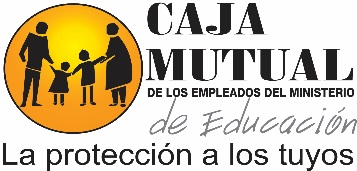 CAJA
MUTUAL
DE LOS EMPLEADOS DEL MINISTERIO
de Educación
La protección a los tuyos